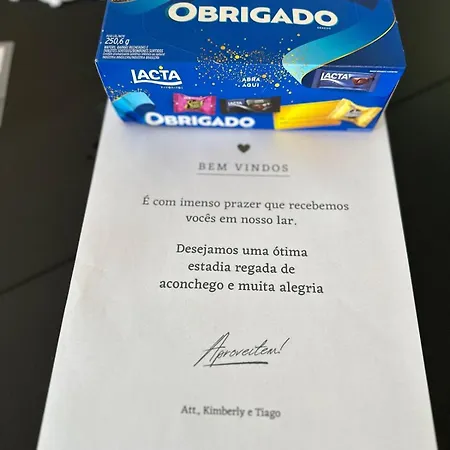 OBRIGADO
250,6 g
LACTA
ABRA
AQUI
LACTA
OBRIGADO
BEM VINDOS
É com imenso prazer que recebemos
vocês em nosso lar.
Desejamos uma ótima
estadia regada de
aconchego e muita alegria
Aproveitem!
Att., Kimberly e Tiago